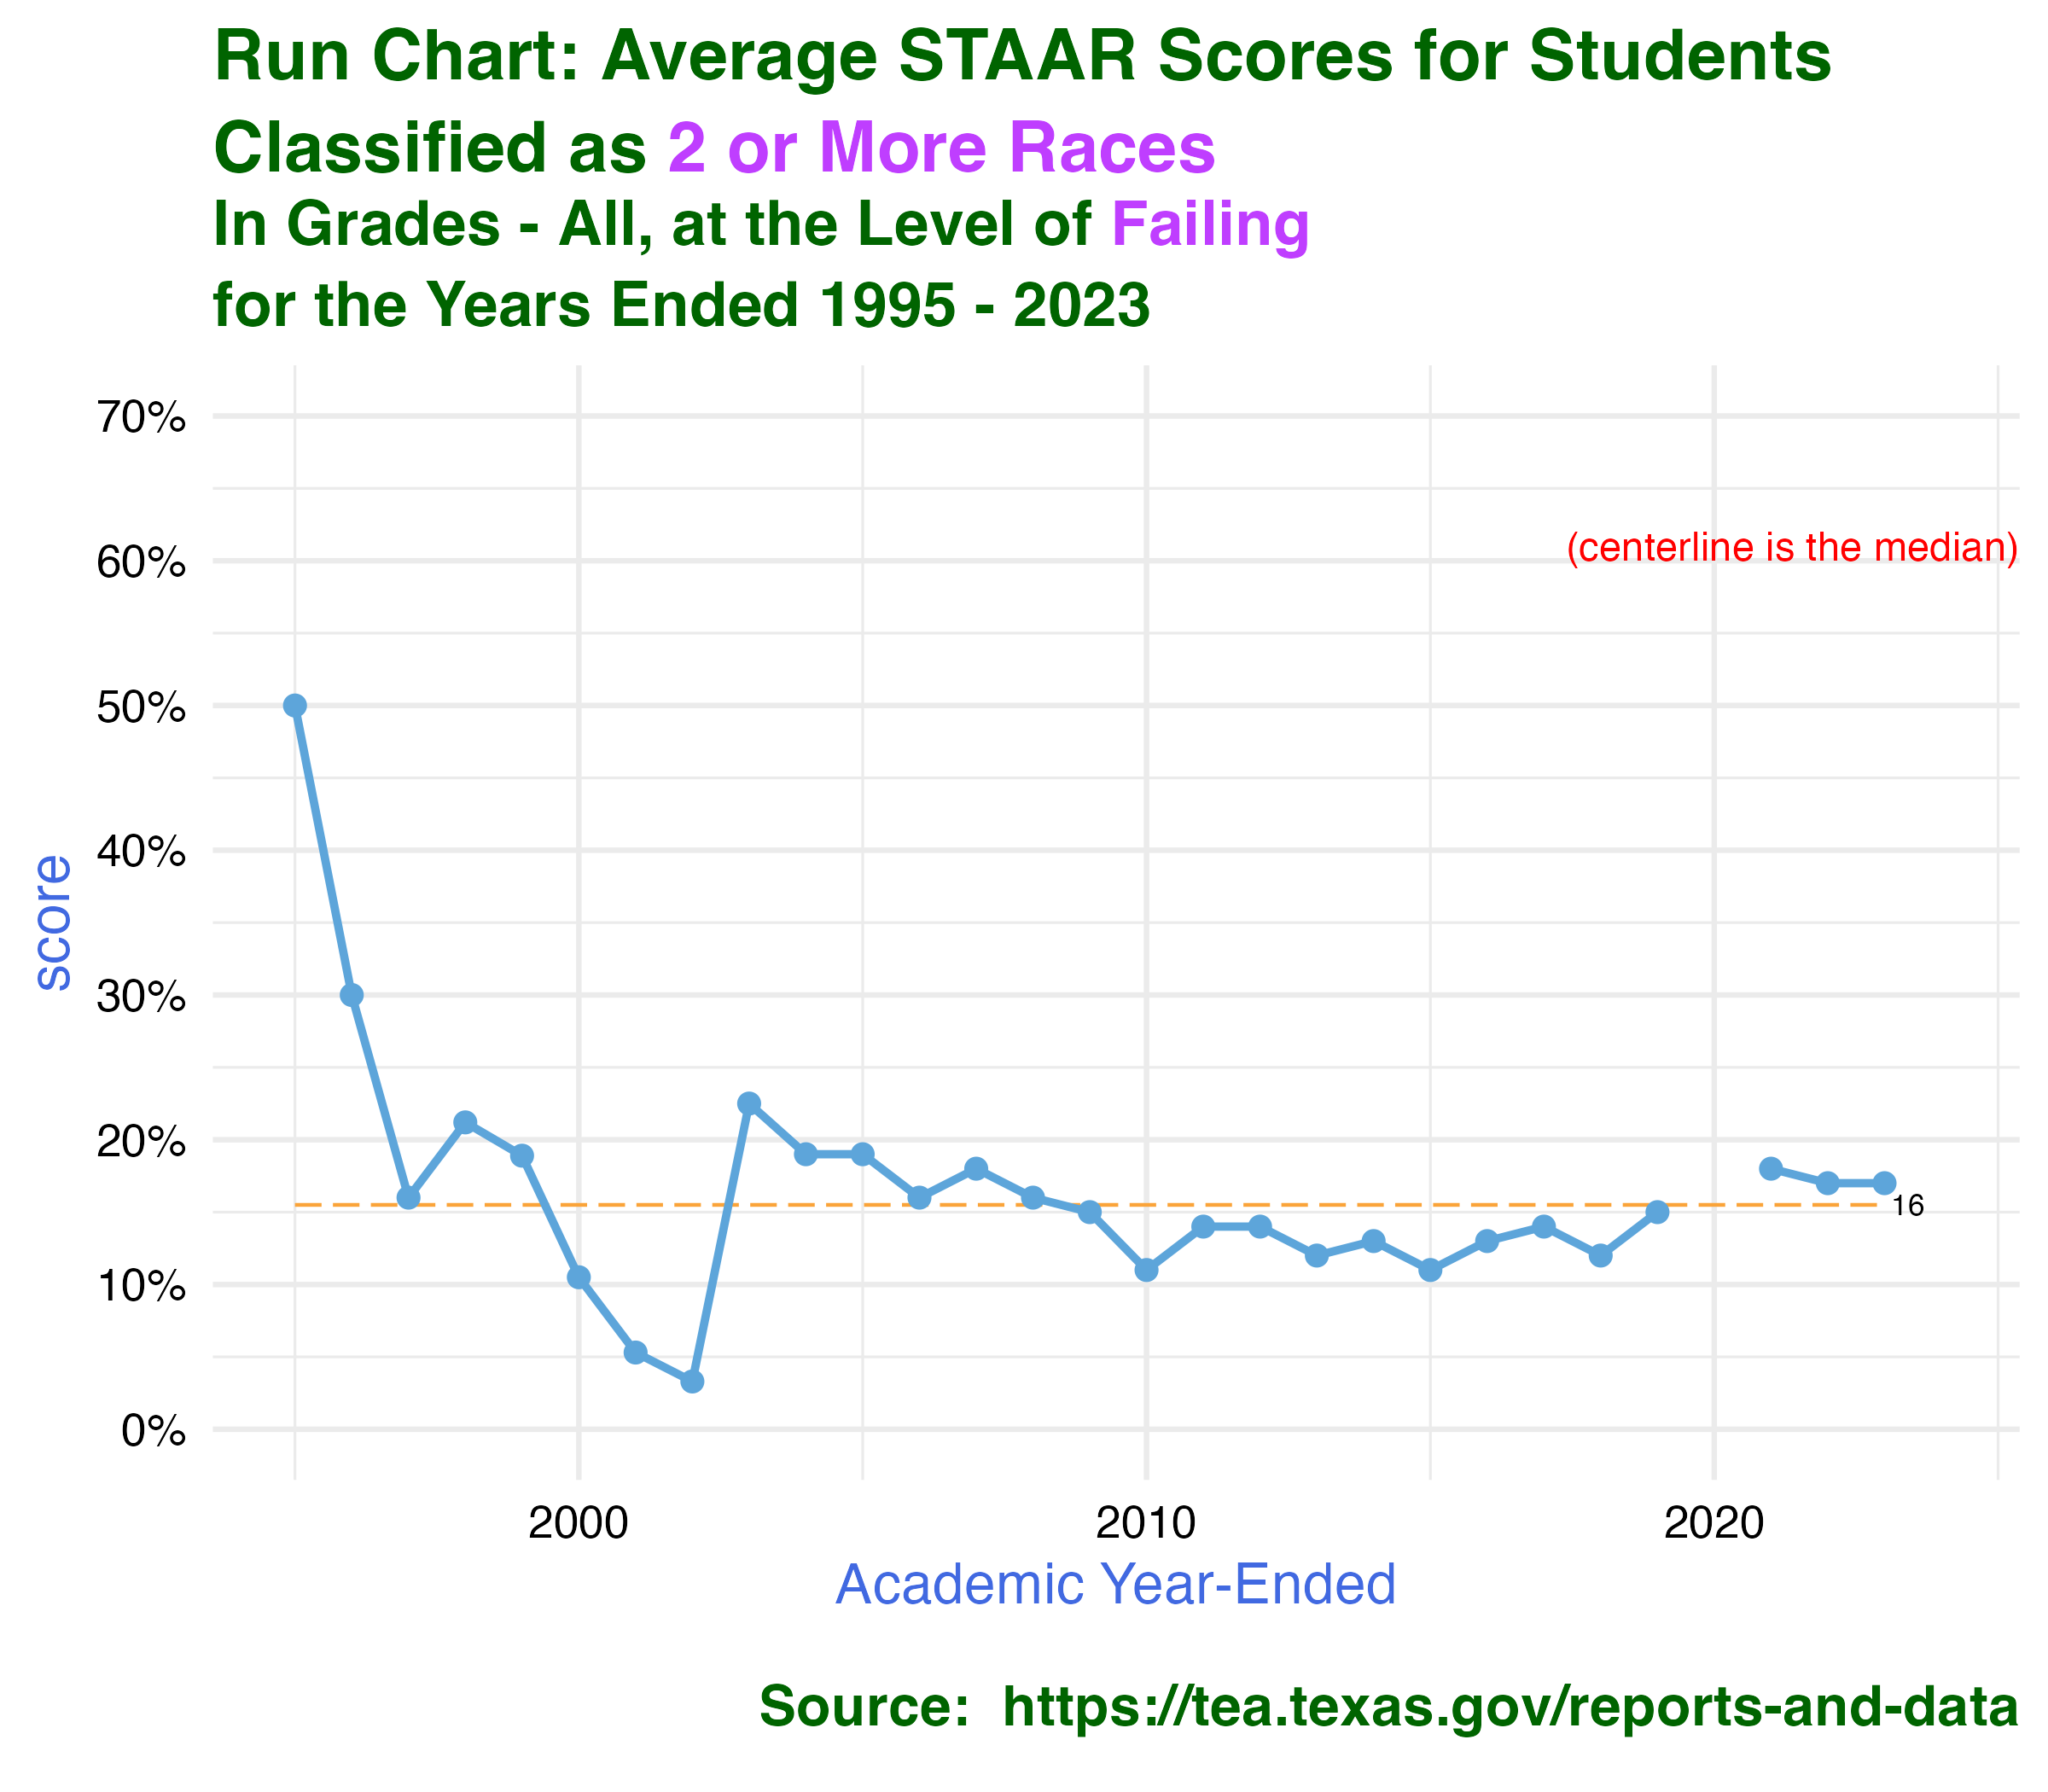 Run Chart: Average STAAR Scores for Students
Classified as 2 or More Races
In Grades - All, at the Level of Failing
for the Years Ended 1995 - 2023
70%
(centerline is the median)
60%
50%
40%
score
30%
20%
16
10%
0%
2000 2010 2020
Academic Year-Ended
Source:  https://tea.texas.gov/reports-and-data